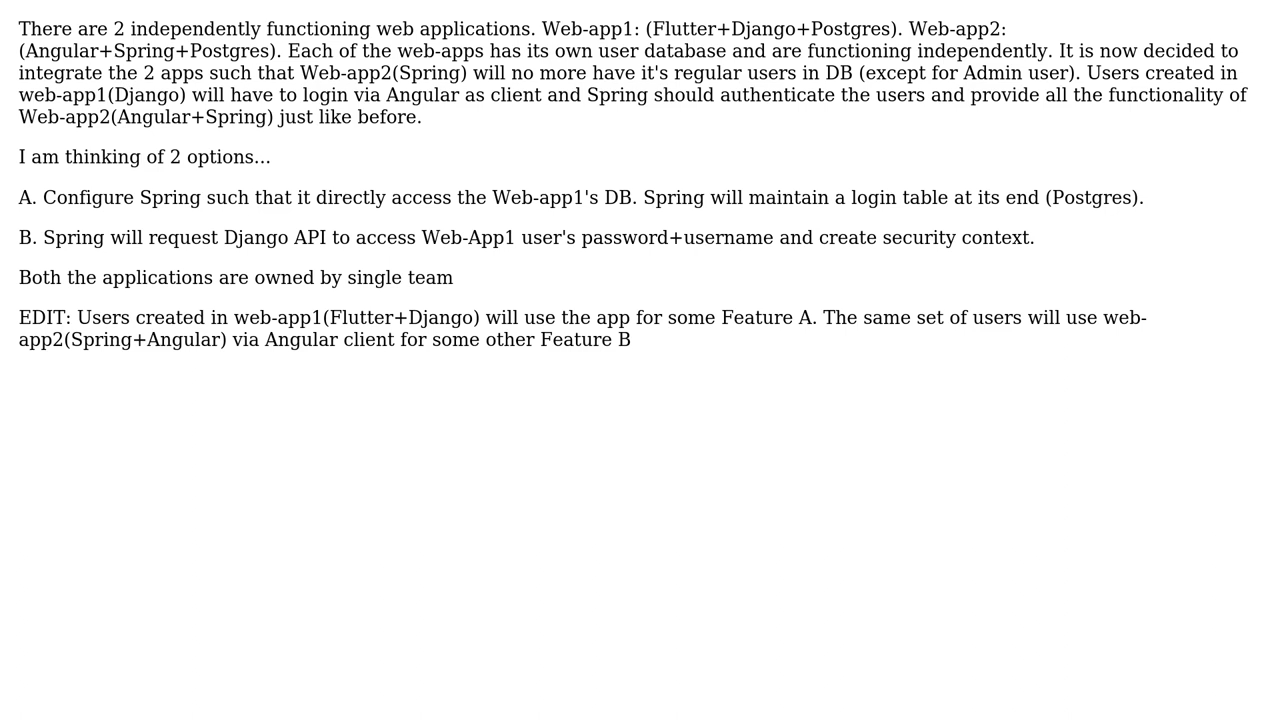 There are 2 independently functioning web applications. Web-app1: (Flutter+Django+Postgres). Web-app2:
(Angular+Spring+Postgres). Each of the web-apps has its own user database and are functioning independently. It is now decided to
integrate the 2 apps such that Web-app2(Spring) will no more have it's regular users in DB (except for Admin user). Users created in
web-app1(Django) will have to login via Angular as client and Spring should authenticate the users and provide all the functionality of
Web-app2(Angular+Spring) just like before.
I am thinking of 2 options...
A. Configure Spring such that it directly access the Web-app1's DB. Spring will maintain a login table at its end (Postgres).
B. Spring will request Django API to access Web-App1 user's password+username and create security context.
Both the applications are owned by single team
EDIT: Users created in web-app1(Flutter+Django) will use the app for some Feature A. The same set of users will use web-
app2(Spring+Angular) via Angular client for some other Feature B